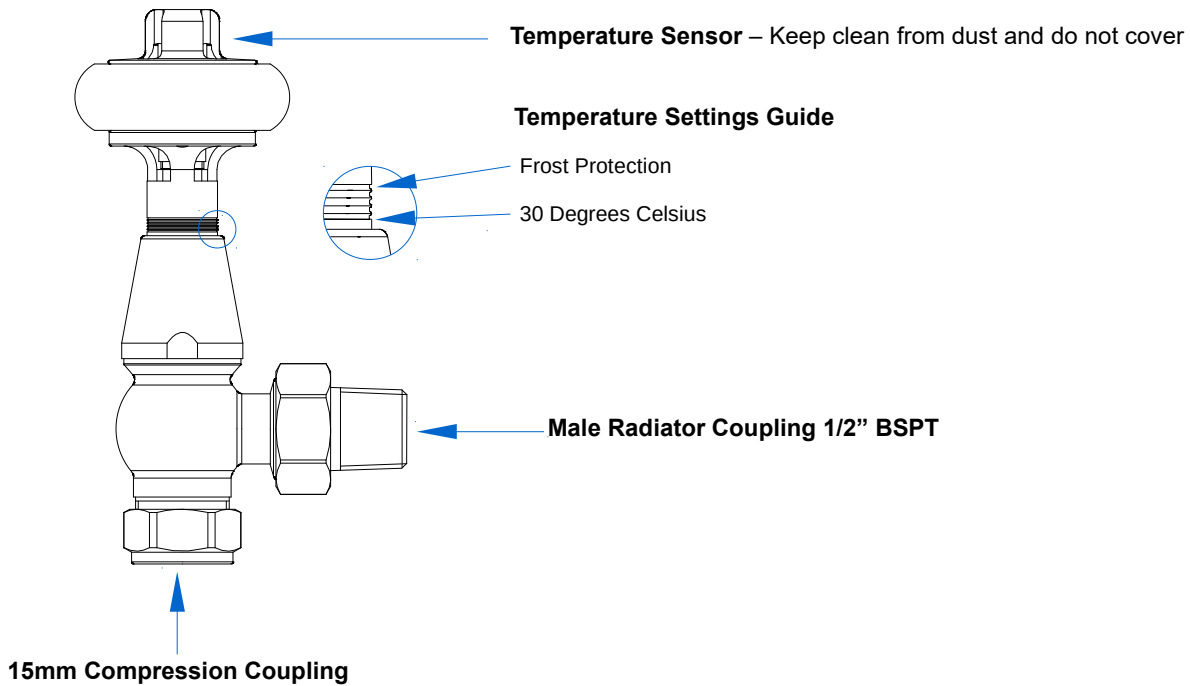 Temperature Sensor – Keep clean from dust and do not cover
Temperature Settings Guide
Frost Protection
30 Degrees Celsius
Male Radiator Coupling 1/2” BSPT
15mm Compression Coupling